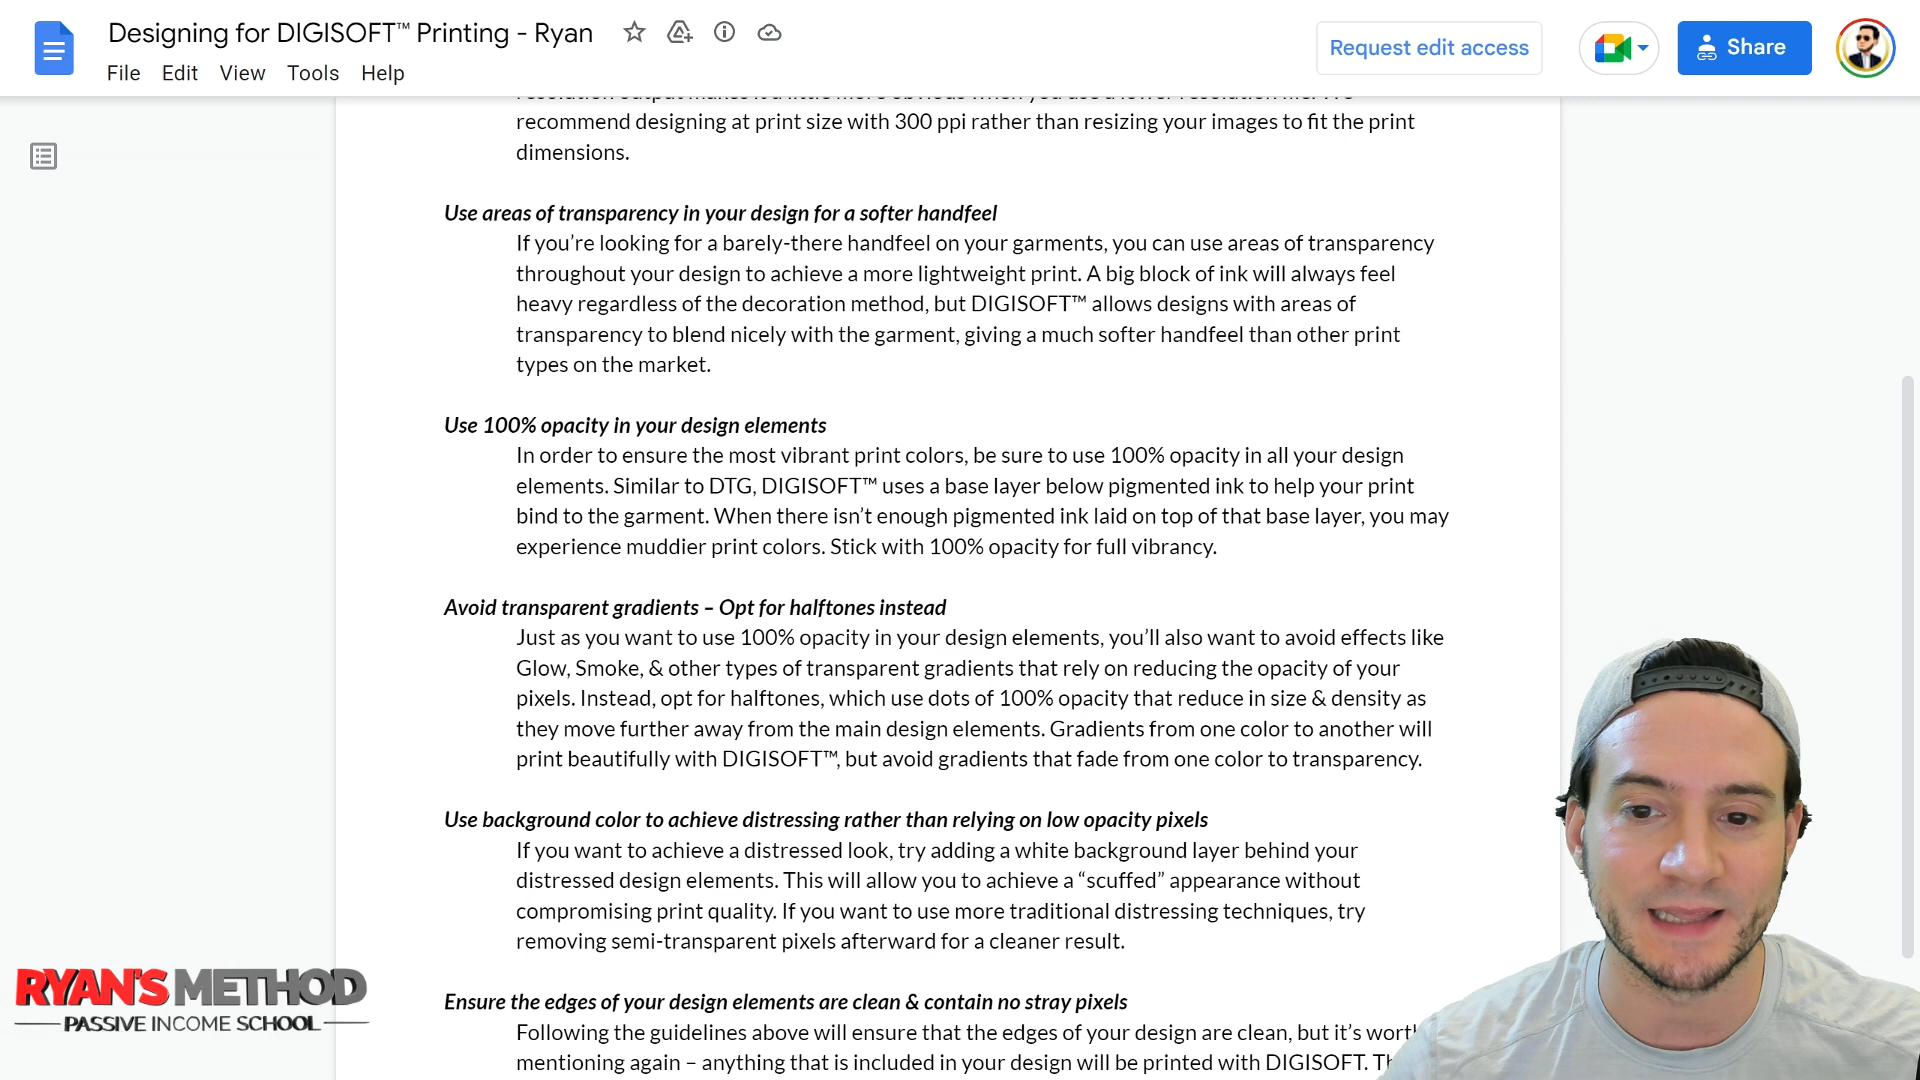 Designing for DIGISOFT™ Printing - Ryan
File Edit View Tools Help
Request edit access
Share
recommend designing at print size with 300 ppi rather than resizing your images to fit the print
dimensions.
Use areas of transparency in your design for a softer handfeel
If you’re looking for a barely-there handfeel on your garments, you can use areas of transparency
throughout your design to achieve a more lightweight print. A big block of ink will always feel
heavy regardless of the decoration method, but DIGISOFT™ allows designs with areas of
transparency to blend nicely with the garment, giving a much softer handfeel than other print
types on the market.
Use 100% opacity in your design elements
In order to ensure the most vibrant print colors, be sure to use 100% opacity in all your design
elements. Similar to DTG, DIGISOFT™ uses a base layer below pigmented ink to help your print
bind to the garment. When there isn’t enough pigmented ink laid on top of that base layer, you may
experience muddier print colors. Stick with 100% opacity for full vibrancy.
Avoid transparent gradients – Opt for halftones instead
Just as you want to use 100% opacity in your design elements, you’ll also want to avoid effects like
Glow, Smoke, & other types of transparent gradients that rely on reducing the opacity of your
pixels. Instead, opt for halftones, which use dots of 100% opacity that reduce in size & density as
they move further away from the main design elements. Gradients from one color to another will
print beautifully with DIGISOFT™, but avoid gradients that fade from one color to transparency.
Use background color to achieve distressing rather than relying on low opacity pixels
If you want to achieve a distressed look, try adding a white background layer behind your
distressed design elements. This will allow you to achieve a “scuffed” appearance without
compromising print quality. If you want to use more traditional distressing techniques, try
removing semi-transparent pixels afterward for a cleaner result.
Ensure the edges of your design elements are clean & contain no stray pixels
Following the guidelines above will ensure that the edges of your design are clean, but it’s
mentioning again – anything that is included in your design will be printed with DIGISOFT.
RYAN'S METHOD
PASSIVE INCOME SCHOOL